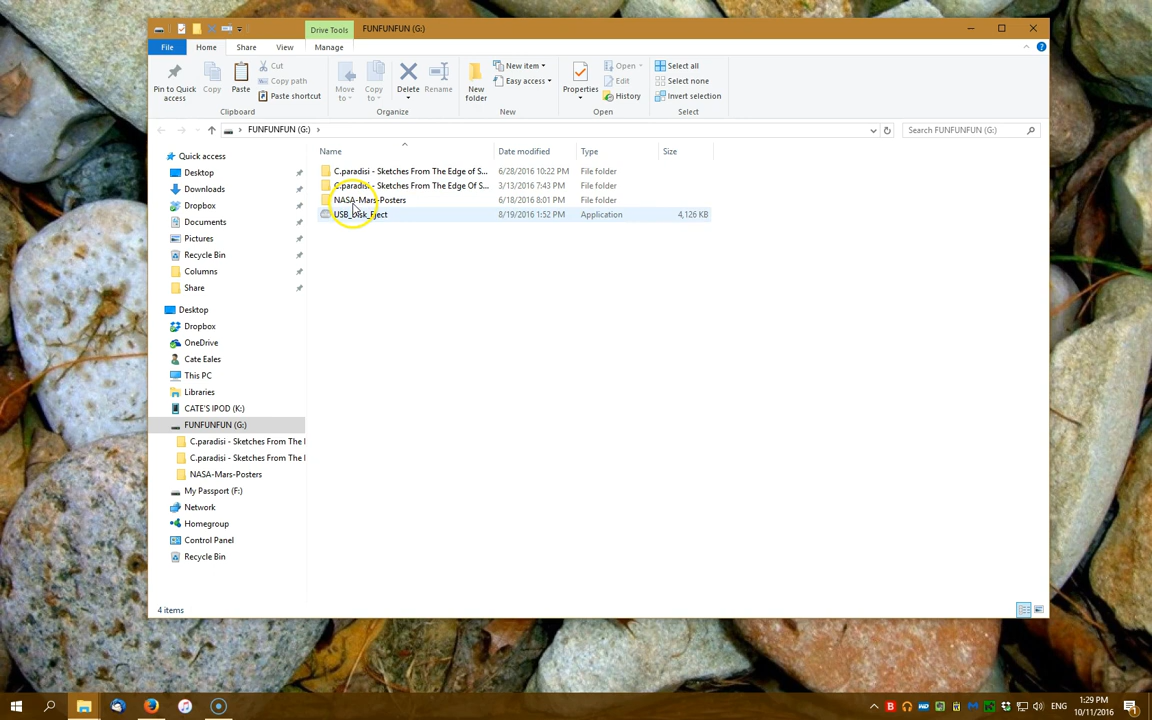 Drive Tools
FUNFUNFUN (G:)
File
Home
Share
View
Manage
Pin to Quick access
Copy
Paste
Cut
Copy path
Paste shortcut
Clipboard
Move to
Copy to
Delete
Rename
Organize
New folder
New item
Easy access
New
Properties
Open
Edit
History
Open
Select all
Select none
Invert selection
Select
FUNFUNFUN (G:)
Search FUNFUNFUN (G:)
Name
Date modified
Type
Size
C.paradisi - Sketches From The Edge of S... 6/28/2016 10:22 PM File folder
C.paradisi - Sketches From The Edge Of S... 3/13/2016 7:43 PM File folder
NASA-Mars-Posters 6/18/2016 8:01 PM File folder
USB_Disk_Eject 8/19/2016 1:52 PM Application 4,126 KB
Quick access
Desktop
Downloads
Dropbox
Documents
Pictures
Recycle Bin
Columns
Share
Desktop
Dropbox
OneDrive
Cate Eales
This PC
Libraries
CATE'S IPOD (K:)
FUNFUNFUN (G:)
C.paradisi - Sketches From The
C.paradisi - Sketches From The
NASA-Mars-Posters
My Passport (F:)
Network
Homegroup
Control Panel
Recycle Bin
4 items
ENG
1:29 PM
10/11/2016